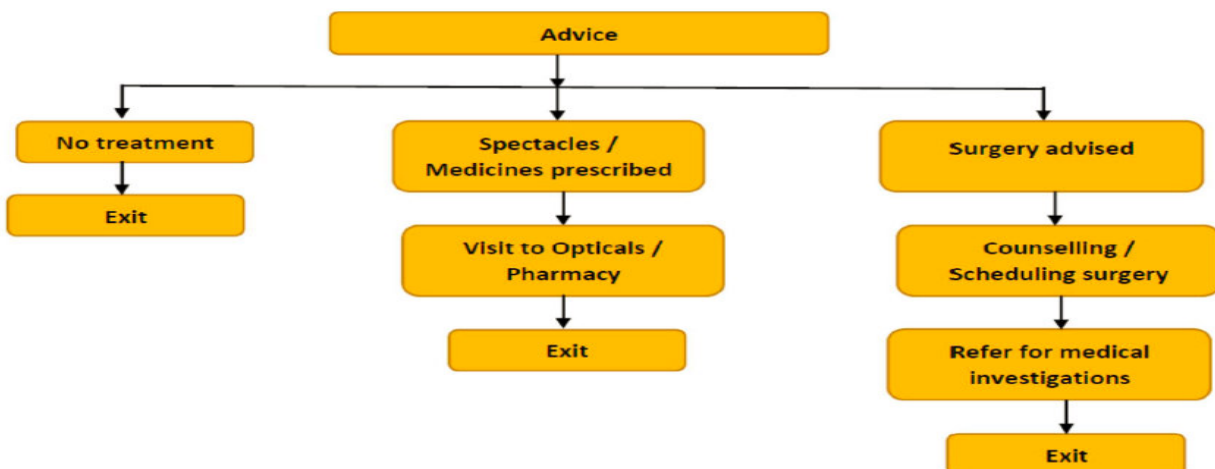 Advice
No treatment
Exit
Spectacles /
Medicines prescribed
Visit to Opticals /
Pharmacy
Exit
Surgery advised
Counselling /
Scheduling surgery
Refer for medical
investigations
Exit